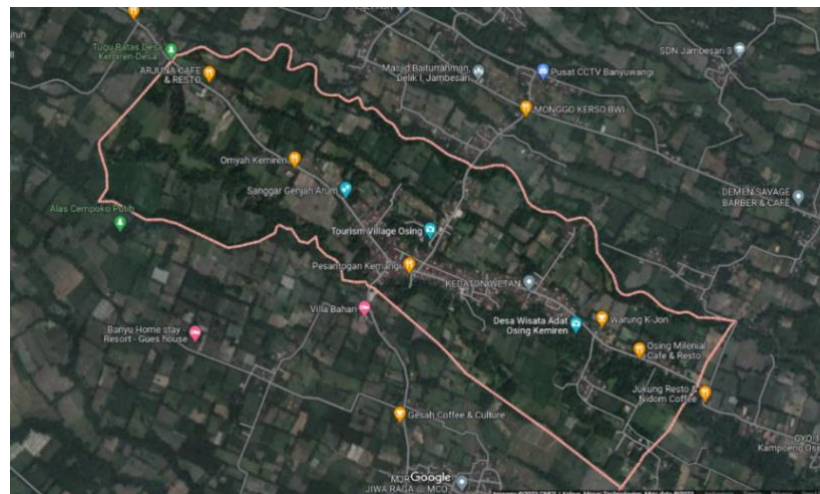 Tugu Batas Desa
Kemiren-Desa
ARJUNA CAFE
& RESTO
Masjid Baiturrahman,
Delik I, Jambesari
Pusat CCTV Banyuwangi
SDN Jambesari 3
MONGGO KERSO BWI
Omyah Kemiren
Sanggar Genjah Arum
DEMEN SAVAGE
BARBER & CAFE
Alas Cempoko Putih
Tourism Village Osing
Pesantogan Kemangi
KEDATON WETAN
Villa Bahari
Desa Wisata Adat
Osing Kemiren
Warung K-Jon
Banyu Home stay -
Resort - Gues house
Osing Milenial
Cafe & Resto
Jukung Resto &
Nidom Coffee
Gesah Coffee & Culture
Kampoeng
Google
JIWA RAGA